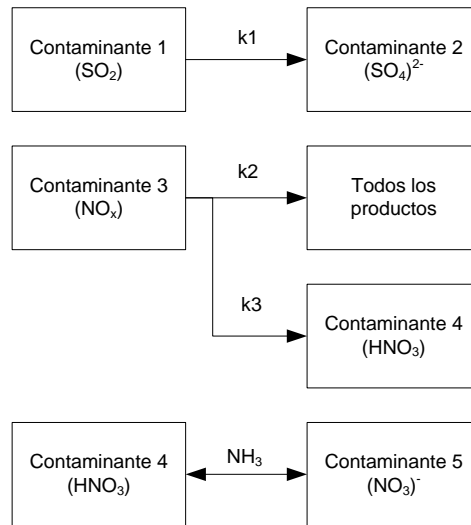 Contaminante 1
(SO₂)
k1
Contaminante 2
(SO₄)²⁻
Contaminante 3
(NOₓ)
k2
Todos los
productos
k3
Contaminante 4
(HNO₃)
Contaminante 4
(HNO₃)
NH₃
Contaminante 5
(NO₃)⁻